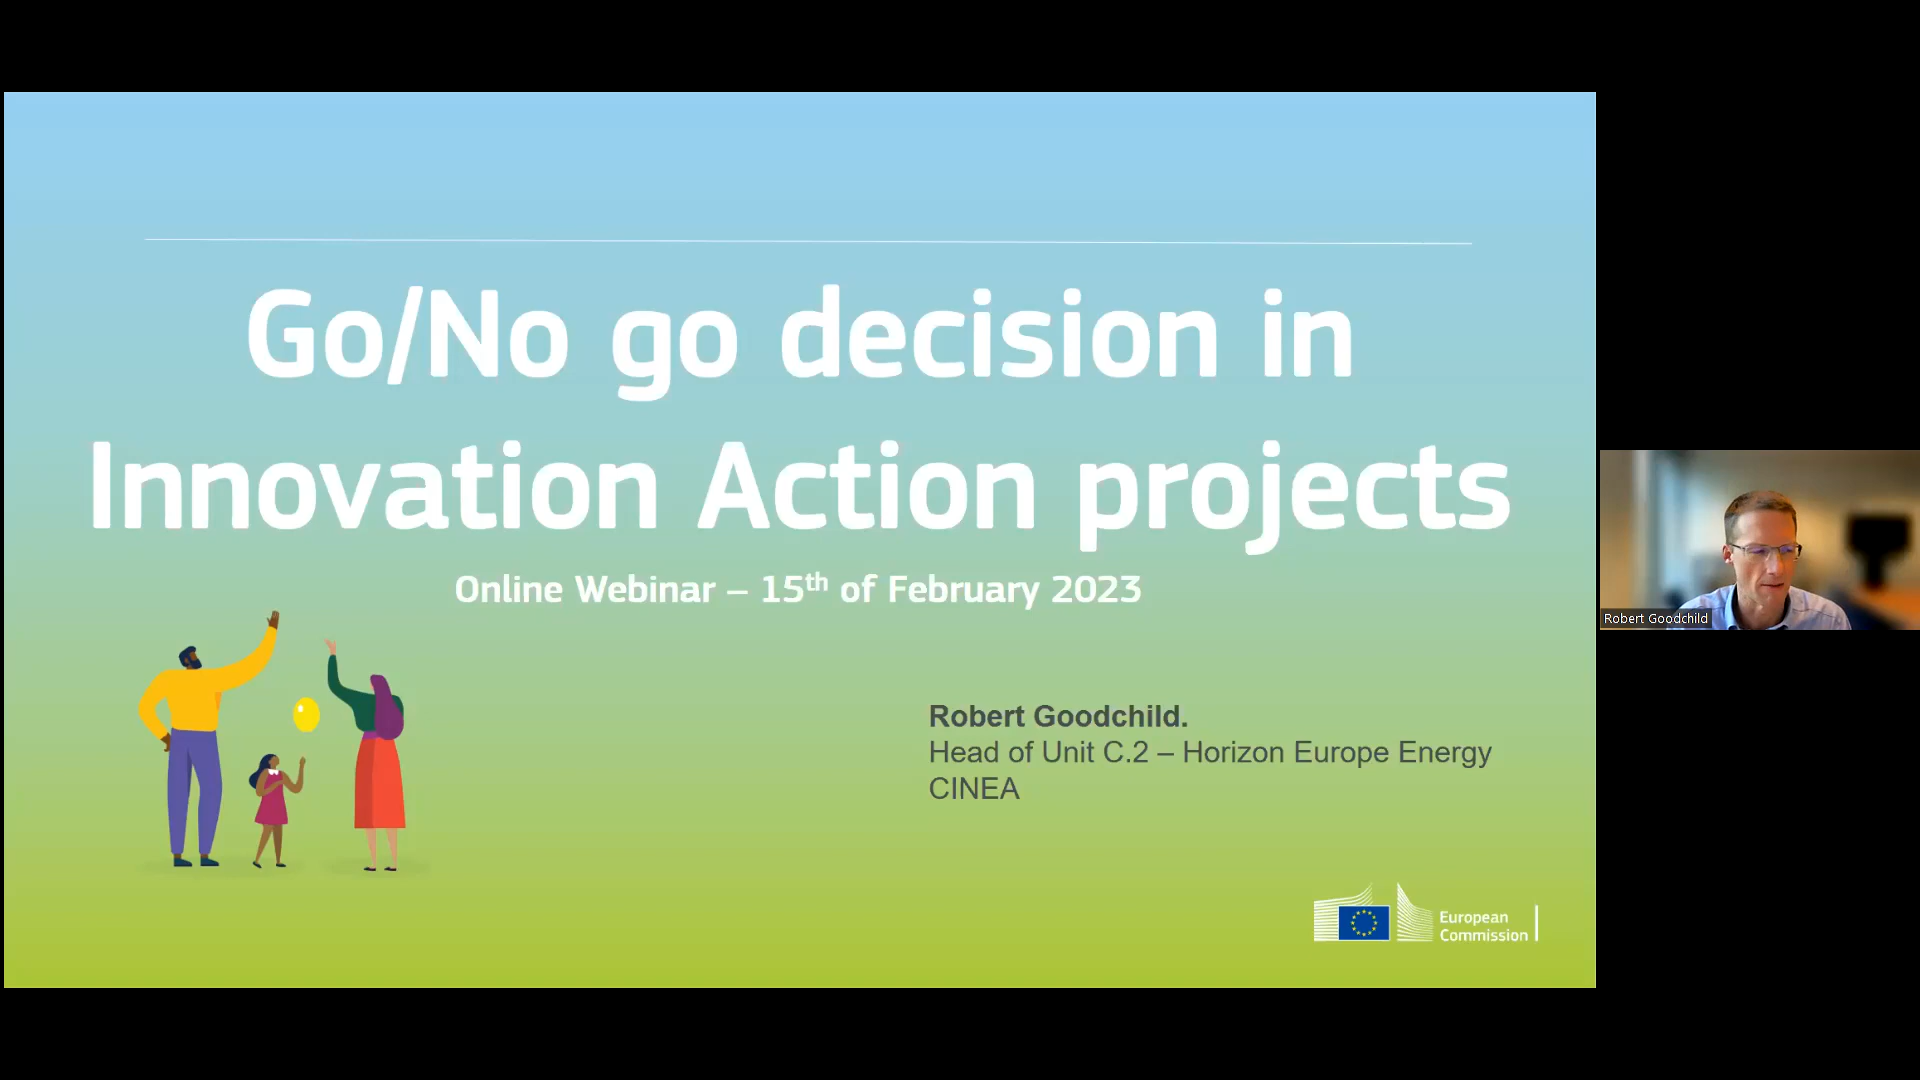 Go/No go decision in
Innovation Action projects
Online Webinar – 15th of February 2023
Robert Goodchild.
Head of Unit C.2 – Horizon Europe Energy
CINEA
European
Commission
Robert Goodchild